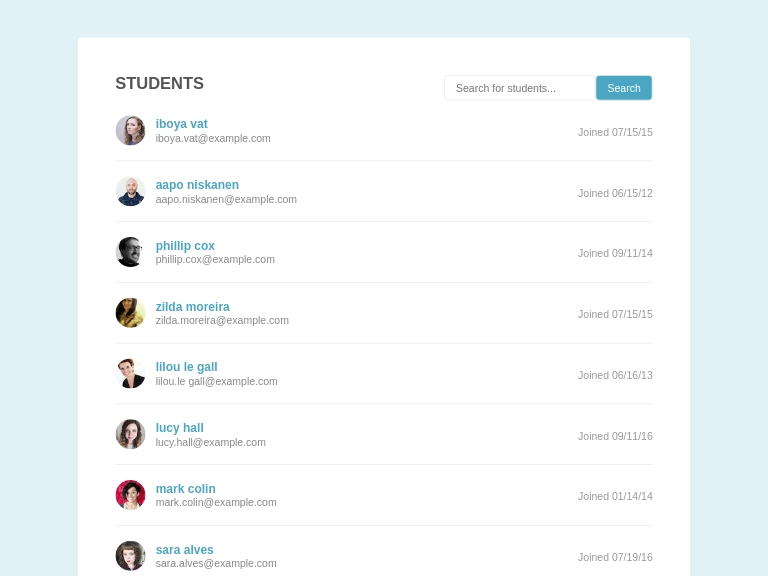 STUDENTS
Search for students...
Search
iboya vat
iboya.vat@example.com
Joined 07/15/15
aapo niskanen
aapo.niskanen@example.com
Joined 06/15/12
phillip cox
phillip.cox@example.com
Joined 09/11/14
zilda moreira
zilda.moreira@example.com
Joined 07/15/15
lilou le gall
lilou.le gall@example.com
Joined 06/16/13
lucy hall
lucy.hall@example.com
Joined 09/11/16
mark colin
mark.colin@example.com
Joined 01/14/14
sara alves
sara.alves@example.com
Joined 07/19/16